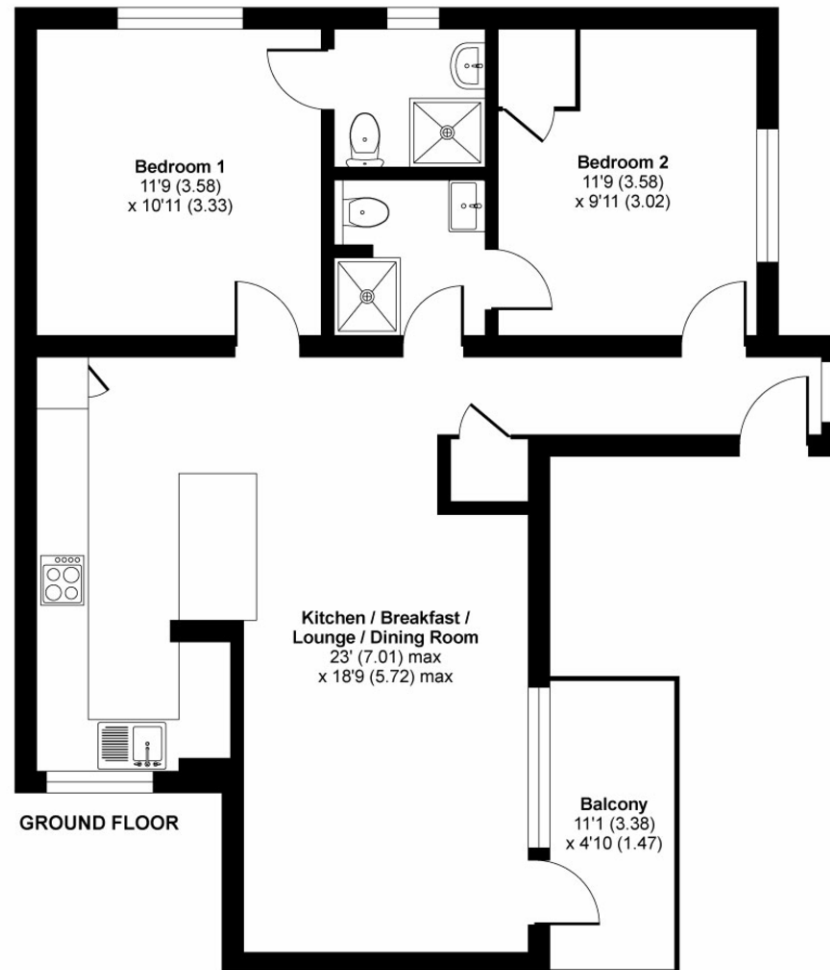 Bedroom 1
11'9 (3.58)
x 10'11 (3.33)
Bedroom 2
11'9 (3.58)
x 9'11 (3.02)
Kitchen / Breakfast /
Lounge / Dining Room
23' (7.01) max
x 18'9 (5.72) max
Balcony
11'1 (3.38)
x 4'10 (1.47)
GROUND FLOOR